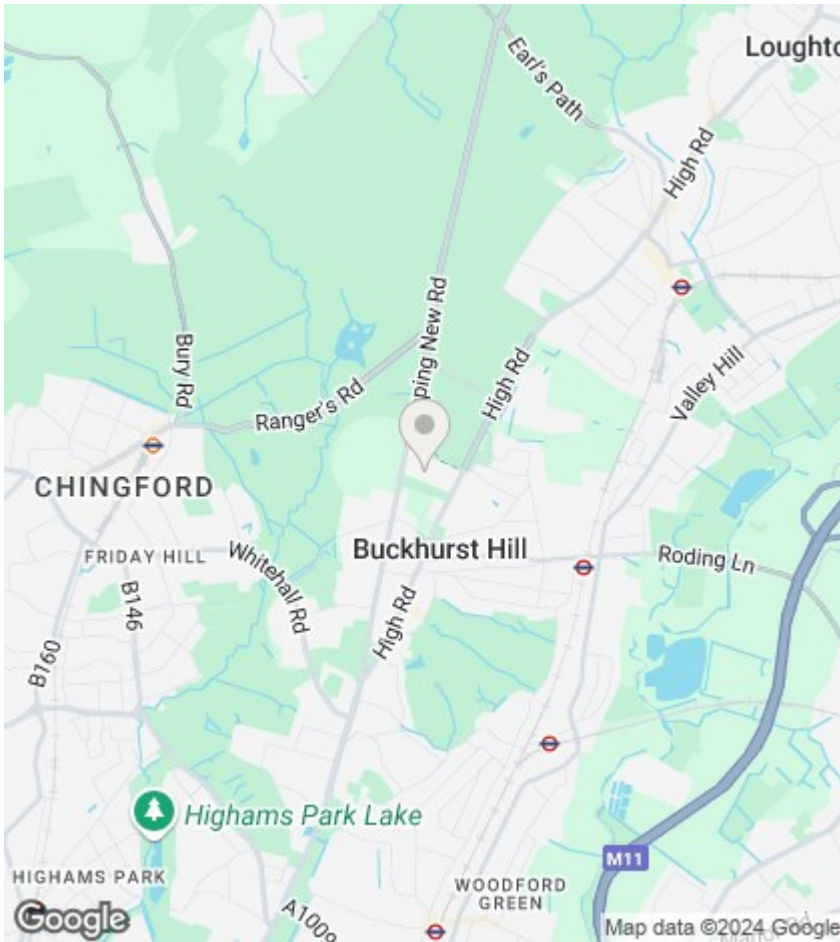 Loughto
Earl's Path
High Rd
Bury Rd
ping New Rd
High Rd
Valley Hill
Ranger's Rd
CHINGFORD
Buckhurst Hill
Roding Ln
FRIDAY HILL
Whitehall Rd
B146
High Rd
B160
Highams Park Lake
M11
HIGHAMS PARK
WOODFORD
GREEN
A1009
Google
Map data ©2024 Google